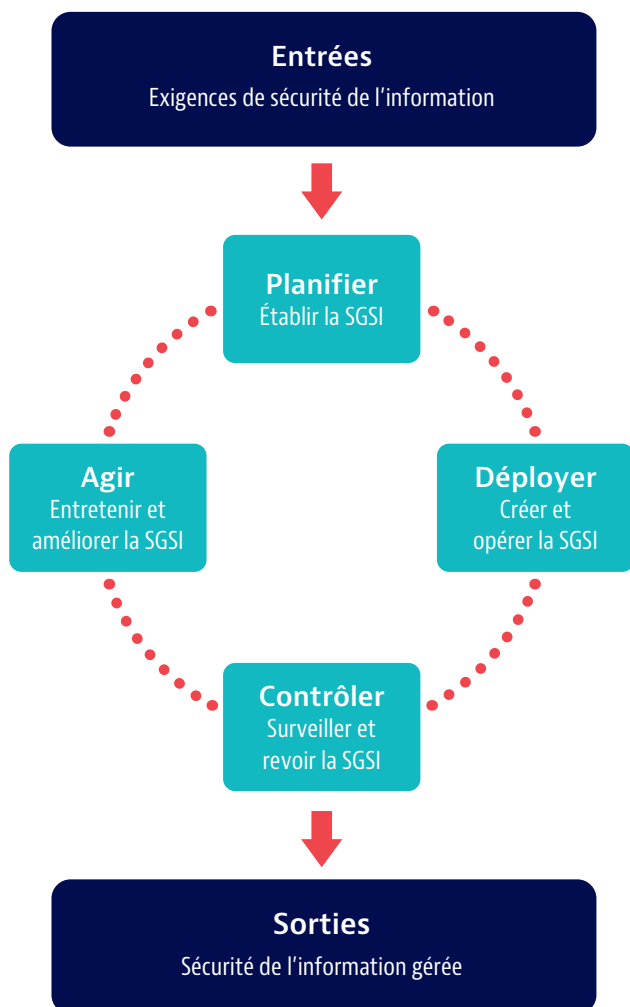 Entrées
Exigences de sécurité de l'information
Planifier
Établir la SGSI
Agir
Entretenir et
améliorer la SGSI
Déployer
Créer et
opérer la SGSI
Contrôler
Surveiller et
revoir la SGSI
Sorties
Sécurité de l'information gérée